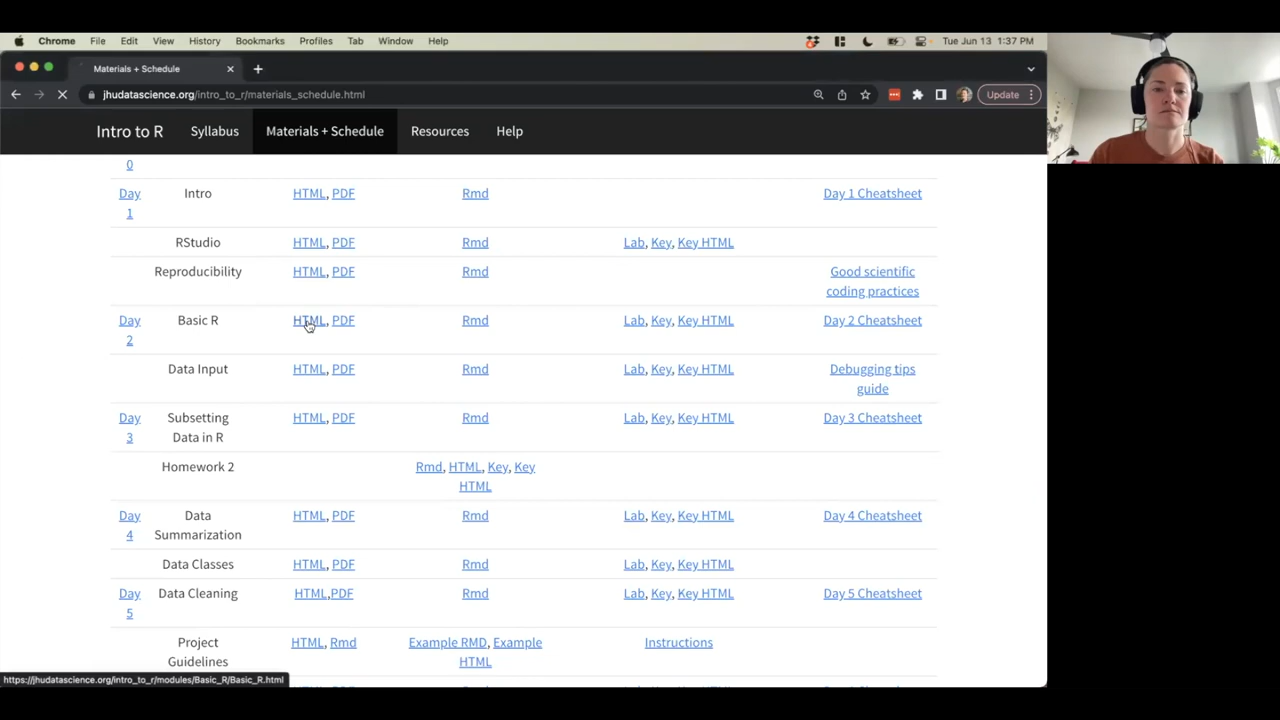 Chrome File Edit View History Bookmarks Profiles Tab Window Help Tue Jun 13 1:37 PM
Materials + Schedule
jhudatascience.org/intro_to_r/materials_schedule.html Update
Intro to R Syllabus Materials + Schedule Resources Help
0
Day 1 Intro HTML, PDF Rmd Day 1 Cheatsheet
RStudio HTML, PDF Rmd Lab, Key, Key HTML
Reproducibility HTML, PDF Rmd Good scientific
coding practices
Day 2 Basic R HTML, PDF Rmd Lab, Key, Key HTML Day 2 Cheatsheet
Data Input HTML, PDF Rmd Lab, Key, Key HTML Debugging tips
guide
Day 3 Subsetting Data in R HTML, PDF Rmd Lab, Key, Key HTML Day 3 Cheatsheet
Homework 2 Rmd, HTML, Key, Key
HTML
Day 4 Data Summarization HTML, PDF Rmd Lab, Key, Key HTML Day 4 Cheatsheet
Data Classes HTML, PDF Rmd Lab, Key, Key HTML
Day 5 Data Cleaning HTML,PDF Rmd Lab, Key, Key HTML Day 5 Cheatsheet
Project Guidelines HTML, Rmd Example RMD, Example HTML Instructions
https://jhudatascience.org/intro_to_r/modules/Basic_R/Basic_R.html